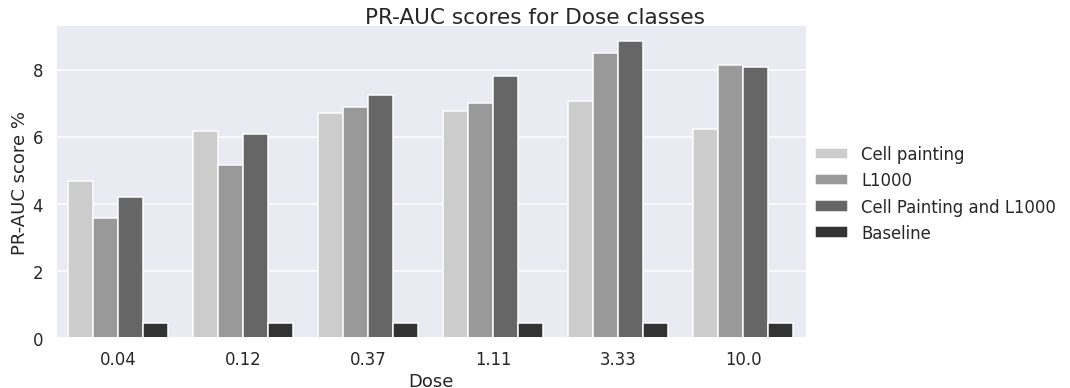 PR-AUC scores for Dose classes
PR-AUC score %
8
6
4
2
0
0.04 0.12 0.37 1.11 3.33 10.0
Dose
Cell painting
L1000
Cell Painting and L1000
Baseline